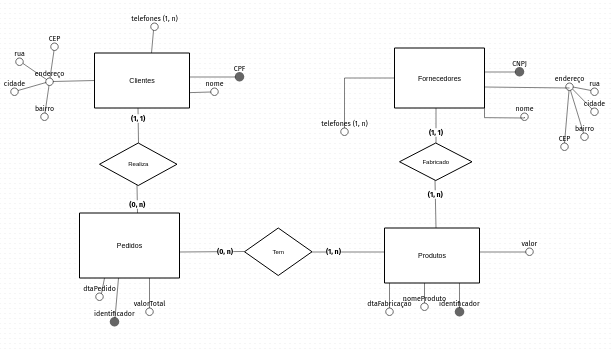 telefones (1, n)
CEP
rua
endereço
cidade
bairro
Clientes
CPF
nome
Fornecedores
CNPJ
endereço
rua
cidade
bairro
CEP
nome
telefones (1, n)
(1, 1)
Realiza
(0, n)
(1, 1)
Fabricado
(1, n)
Pedidos
(0, n)
Tem
(1, n)
Produtos
valor
dtaPedido
identificador
valorTotal
dtaFabricaçao
nomeProduto
identificador